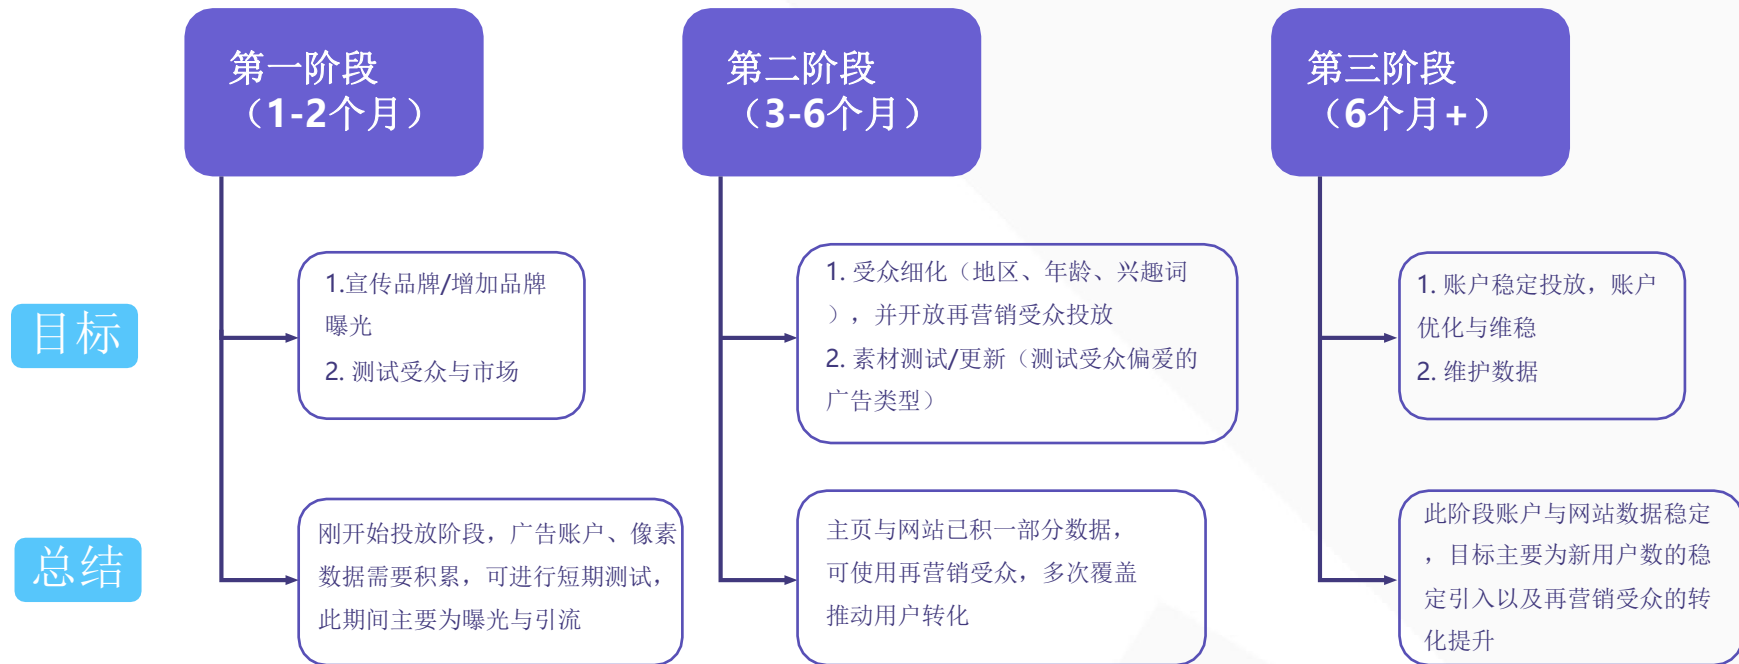 第一阶段
（1-2个月）
第二阶段
（3-6个月）
第三阶段
（6个月+）
目标
1.宣传品牌/增加品牌
曝光
2. 测试受众与市场
1. 受众细化（地区、年龄、兴趣词
），并开放再营销受众投放
2. 素材测试/更新（测试受众偏爱的
广告类型）
1. 账户稳定投放，账户
优化与维稳
2. 维护数据
总结
刚开始投放阶段，广告账户、像素
数据需要积累，可进行短期测试，
此期间主要为曝光与引流
主页与网站已积一部分数据，
可使用再营销受众，多次覆盖
推动用户转化
此阶段账户与网站数据稳定
，目标主要为新用户数的稳
定引入以及再营销受众的转
化提升